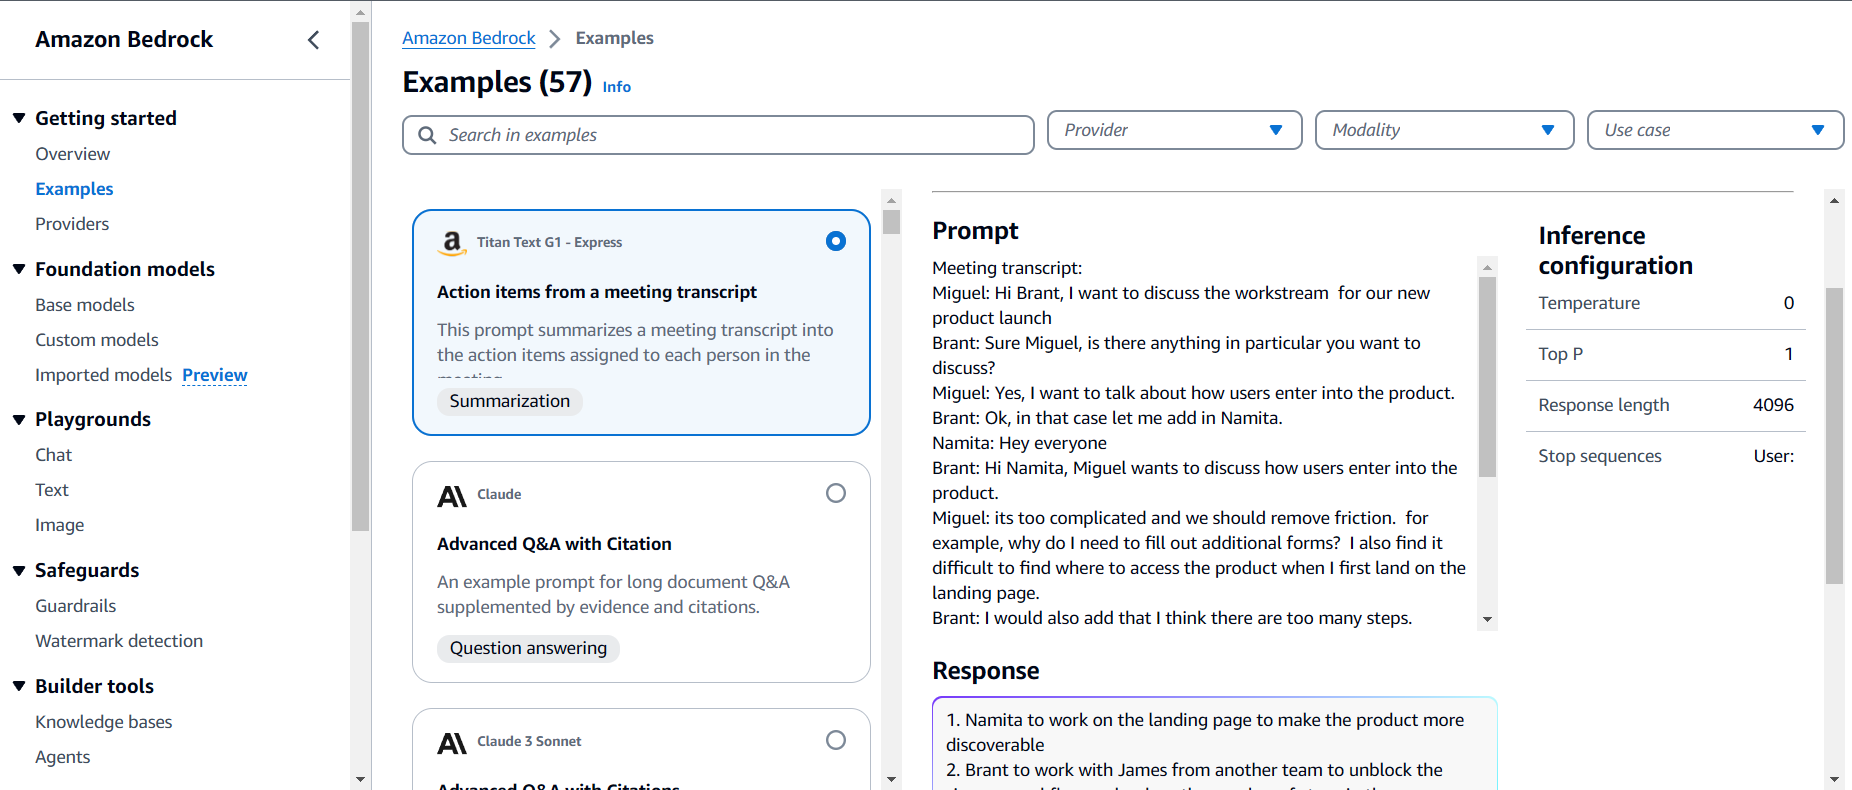 Amazon Bedrock
Getting started
Overview
Examples
Providers
Foundation models
Base models
Custom models
Imported models Preview
Playgrounds
Chat
Text
Image
Safeguards
Guardrails
Watermark detection
Builder tools
Knowledge bases
Agents
Amazon Bedrock Examples
Examples (57) Info
Search in examples
Provider
Modality
Use case
a Titan Text G1 - Express
Action items from a meeting transcript
This prompt summarizes a meeting transcript into
the action items assigned to each person in the
meeting
Summarization
Claude
Advanced Q&A with Citation
An example prompt for long document Q&A
supplemented by evidence and citations.
Question answering
Claude 3 Sonnet
Advanced Q&A with Citations
Prompt
Meeting transcript:
Miguel: Hi Brant, I want to discuss the workstream  for our new
product launch
Brant: Sure Miguel, is there anything in particular you want to
discuss?
Miguel: Yes, I want to talk about how users enter into the product.
Brant: Ok, in that case let me add in Namita.
Namita: Hey everyone
Brant: Hi Namita, Miguel wants to discuss how users enter into the
product.
Miguel: its too complicated and we should remove friction.  for
example, why do I need to fill out additional forms?  I also find it
difficult to find where to access the product when I first land on the
landing page.
Brant: I would also add that I think there are too many steps.
Response
1. Namita to work on the landing page to make the product more
discoverable
2. Brant to work with James from another team to unblock the
Inference
configuration
Temperature 0
Top P 1
Response length 4096
Stop sequences User: